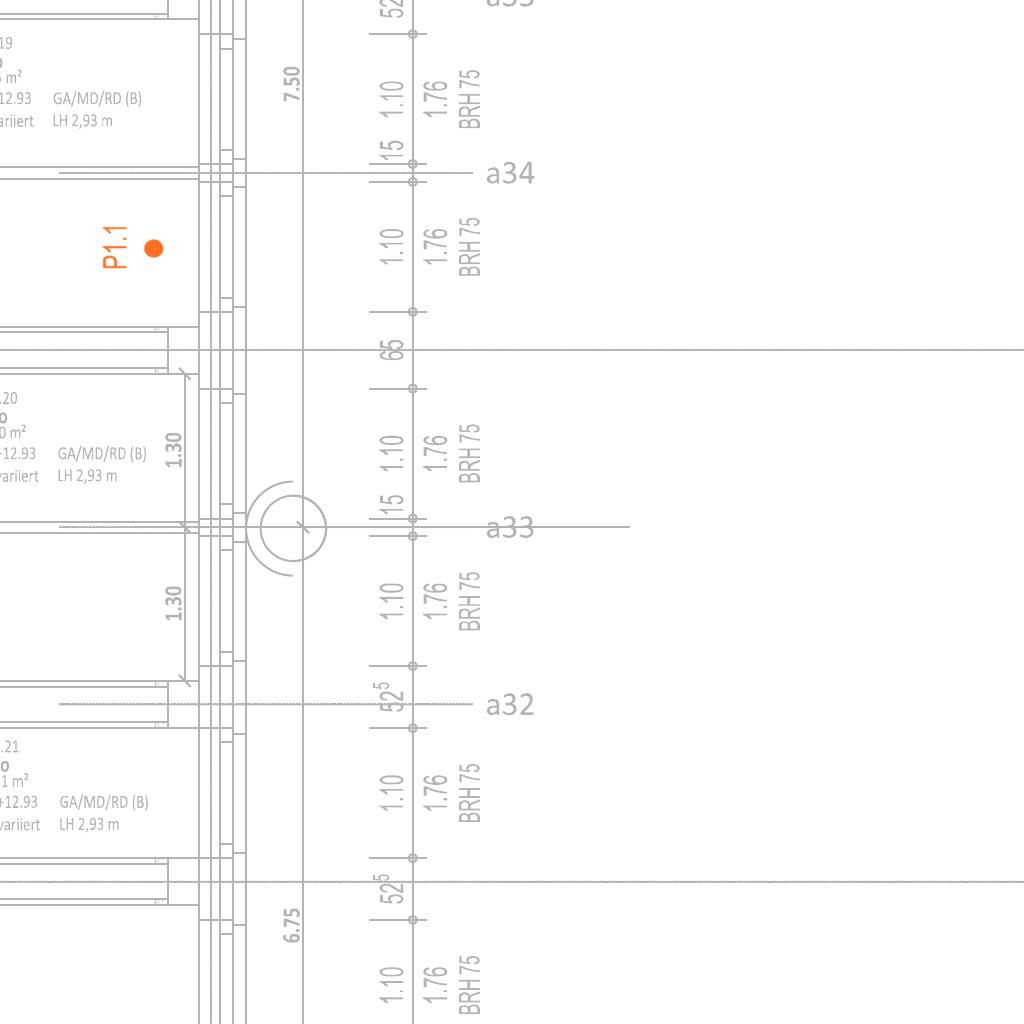 7.50
1.10
1.76
BRH 75
19
m²
12.93
GA/MD/RD (B)
LH 2,93 m
15
a34
P1.1
1.10
1.76
BRH 75
65
.20
0 m²
12.93
GA/MD/RD (B)
variiert
LH 2,93 m
1.30
1.10
1.76
BRH 75
15
a33
1.30
1.10
1.76
BRH 75
52⁵
a32
.21
1 m²
+12.93
GA/MD/RD (B)
variiert
LH 2,93 m
1.10
1.76
BRH 75
52⁵
6.75
1.10
1.76
BRH 75